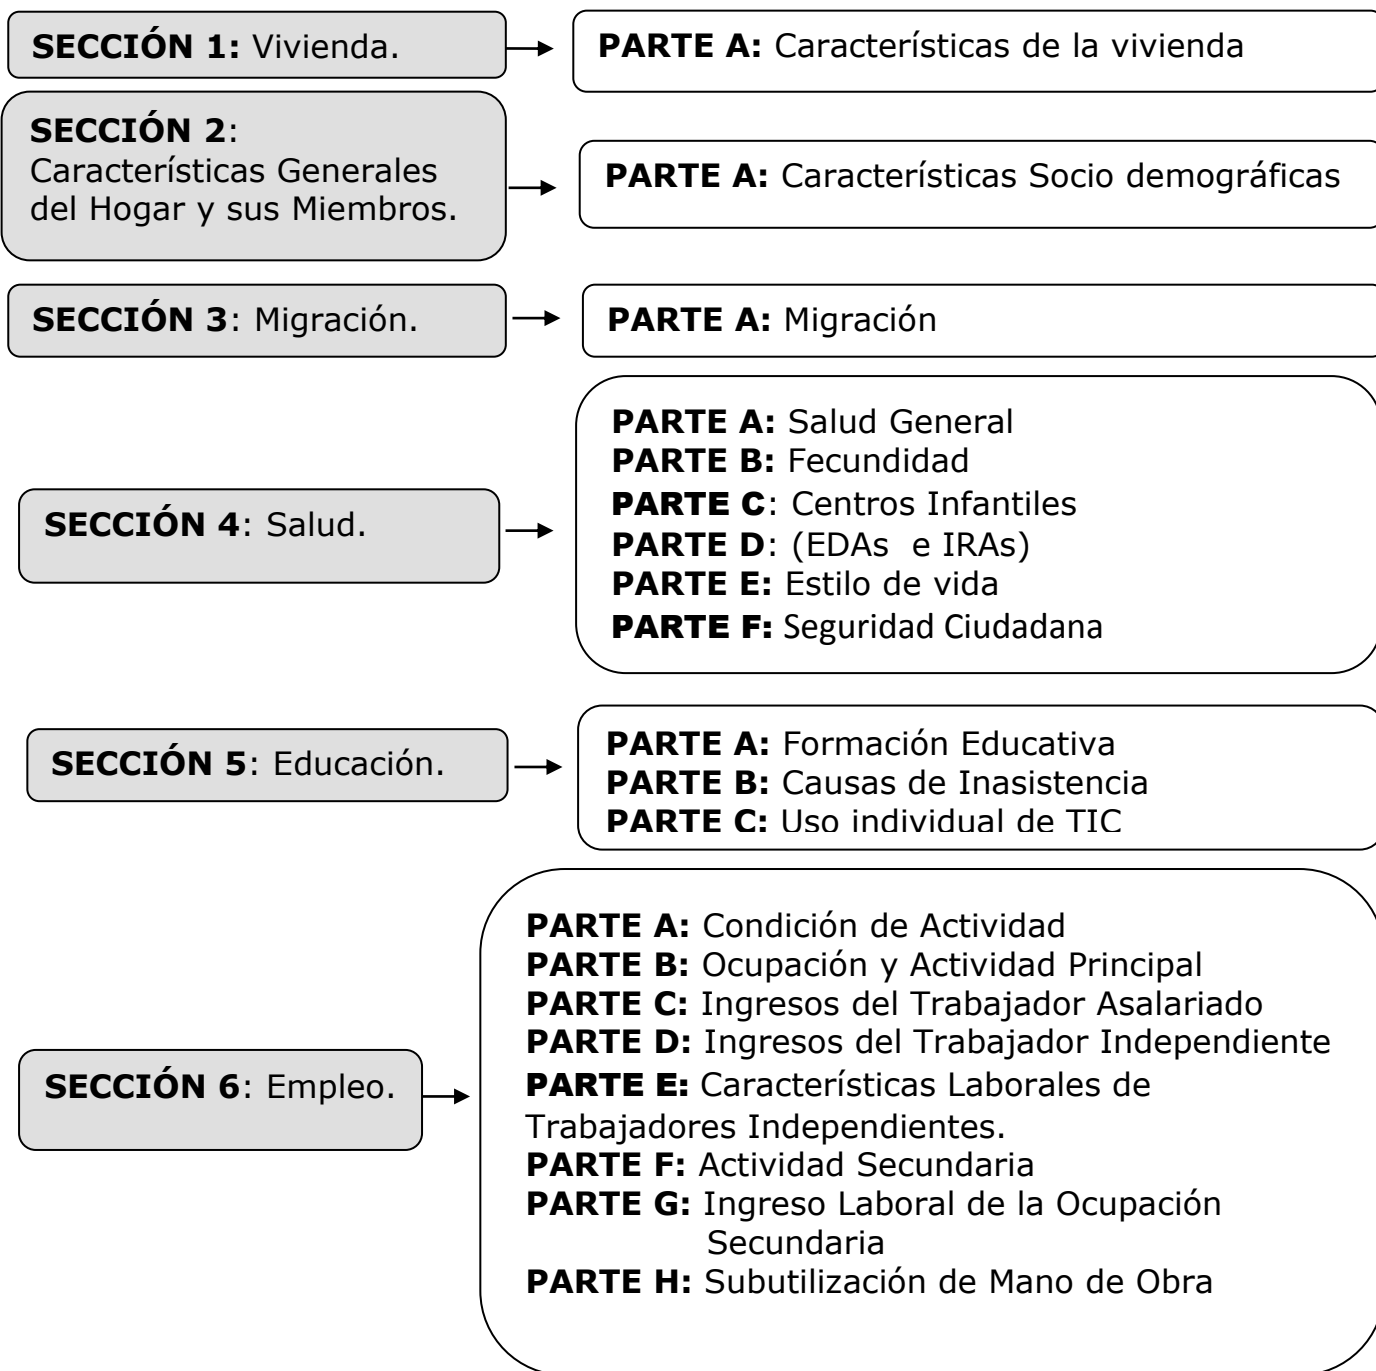 SECCIÓN 1: Vivienda.
PARTE A: Características de la vivienda
SECCIÓN 2:
Características Generales
del Hogar y sus Miembros.
PARTE A: Características Socio demográficas
SECCIÓN 3: Migración.
PARTE A: Migración
SECCIÓN 4: Salud.
PARTE A: Salud General
PARTE B: Fecundidad
PARTE C: Centros Infantiles
PARTE D: (EDAs e IRAs)
PARTE E: Estilo de vida
PARTE F: Seguridad Ciudadana
SECCIÓN 5: Educación.
PARTE A: Formación Educativa
PARTE B: Causas de Inasistencia
PARTE C: Uso individual de TIC
SECCIÓN 6: Empleo.
PARTE A: Condición de Actividad
PARTE B: Ocupación y Actividad Principal
PARTE C: Ingresos del Trabajador Asalariado
PARTE D: Ingresos del Trabajador Independiente
PARTE E: Características Laborales de
Trabajadores Independientes.
PARTE F: Actividad Secundaria
PARTE G: Ingreso Laboral de la Ocupación
Secundaria
PARTE H: Subutilización de Mano de Obra